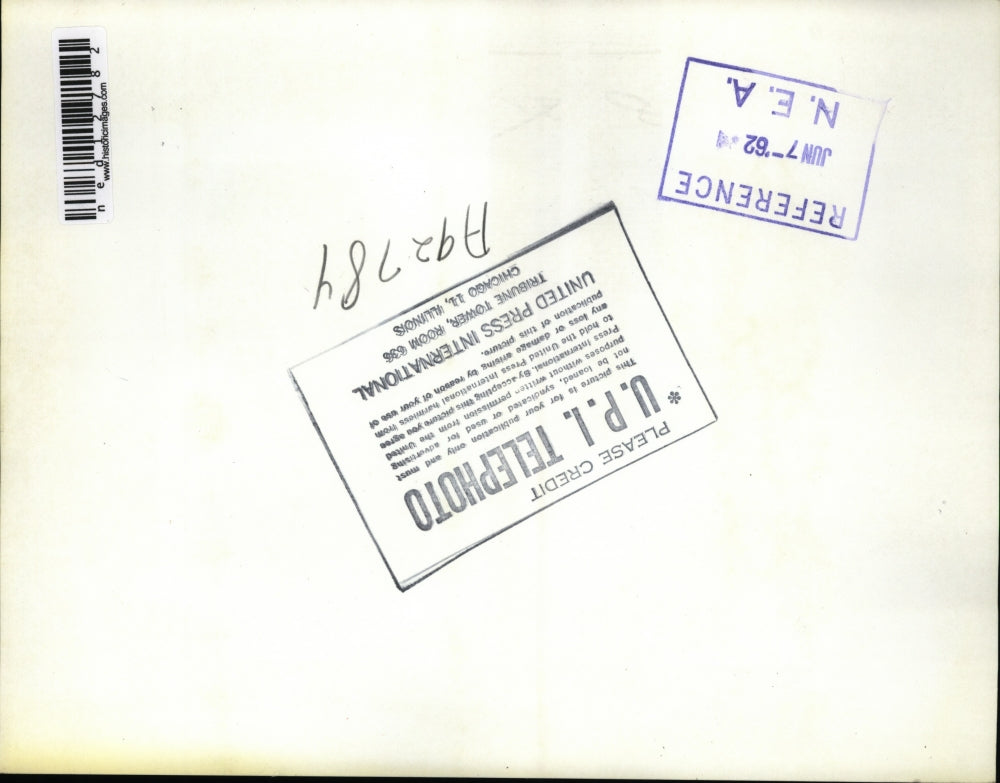 REFERENCE
JUN 7-'62
N. E. A.
PLEASE CREDIT
* U. P. I. TELEPHOTO
This picture is for your publication only and must
not be loaned, syndicated or used for advertising
purposes without written permission from the United
Press International. By accepting this picture you agree
to hold the United Press International harmless from
any loss or damage arising by reason of your use of
publication of this picture.
UNITED PRESS INTERNATIONAL
TRIBUNE TOWER, ROOM 636
CHICAGO 11, ILLINOIS
A92784
www.historicimages.com
ned12782